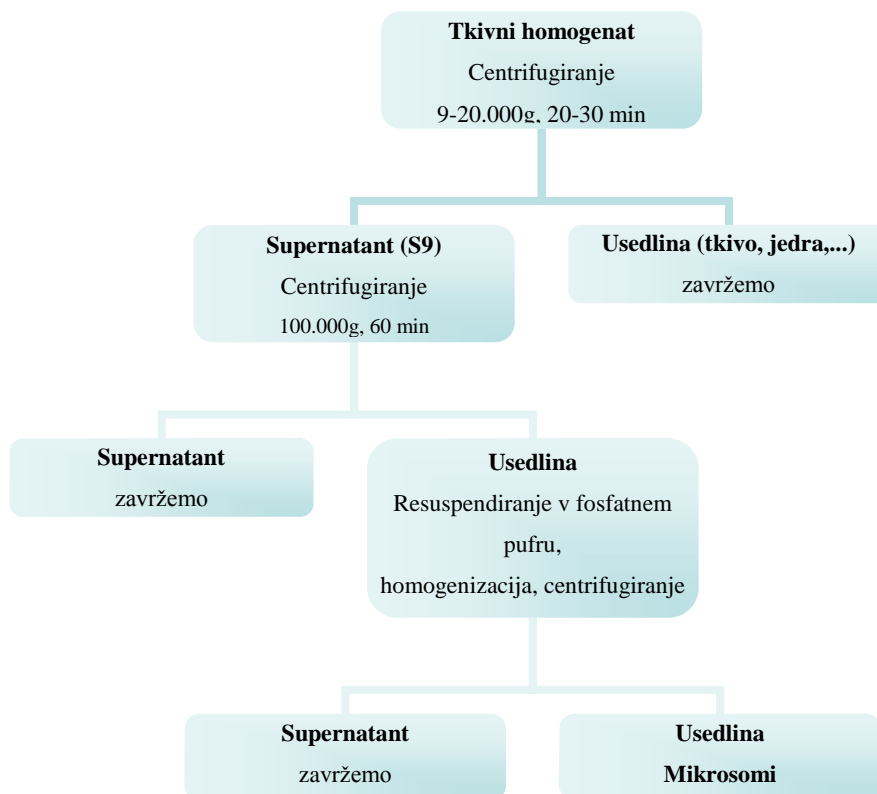 Tkivni homogenat
Centrifugiranje
9-20.000g, 20-30 min
Supernatant (S9)
Centrifugiranje
100.000g, 60 min
Usedlina (tkivo, jedra,...)
zavržemo
Supernatant
zavržemo
Usedlina
Resuspendiranje v fosfatnem
pufru,
homogenizacija, centrifugiranje
Supernatant
zavržemo
Usedlina
Mikrosomi